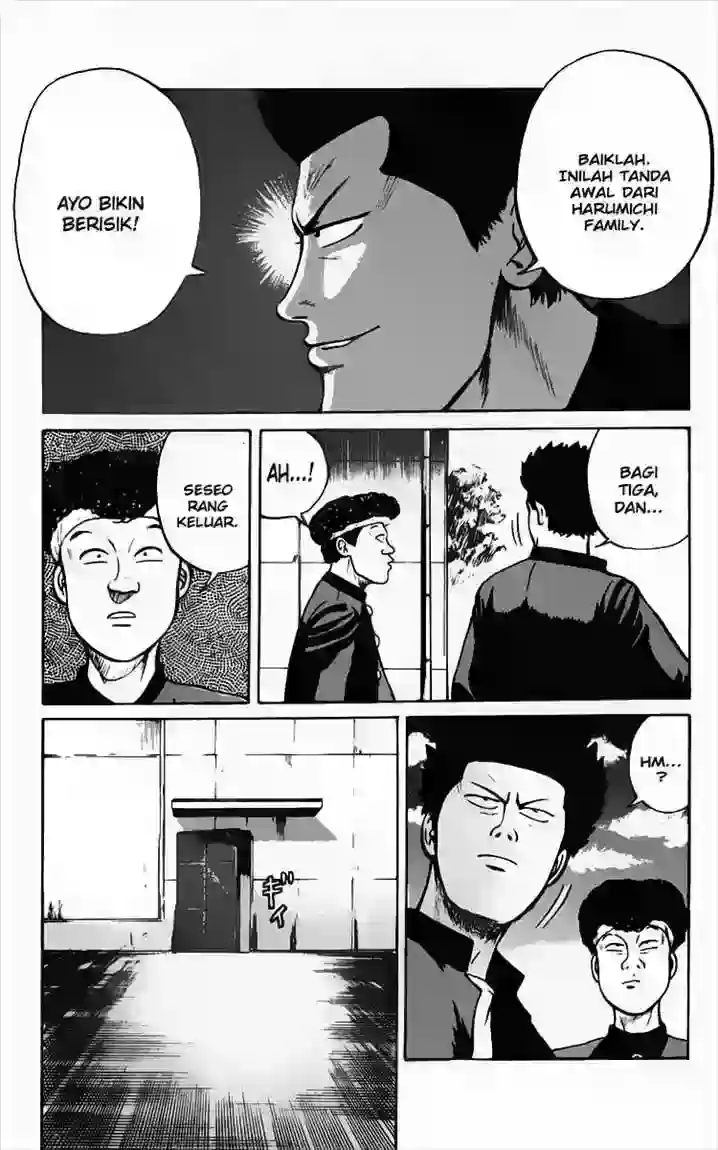 BAIKLAH.
INILAH TANDA
AWAL DARI
HARUMICHI
FAMILY.
AYO BIKIN
BERISIK!
BAGI
TIGA,
DAN...
AH...!
SESEO
RANG
KELUAR.
HM...
?
ギィ